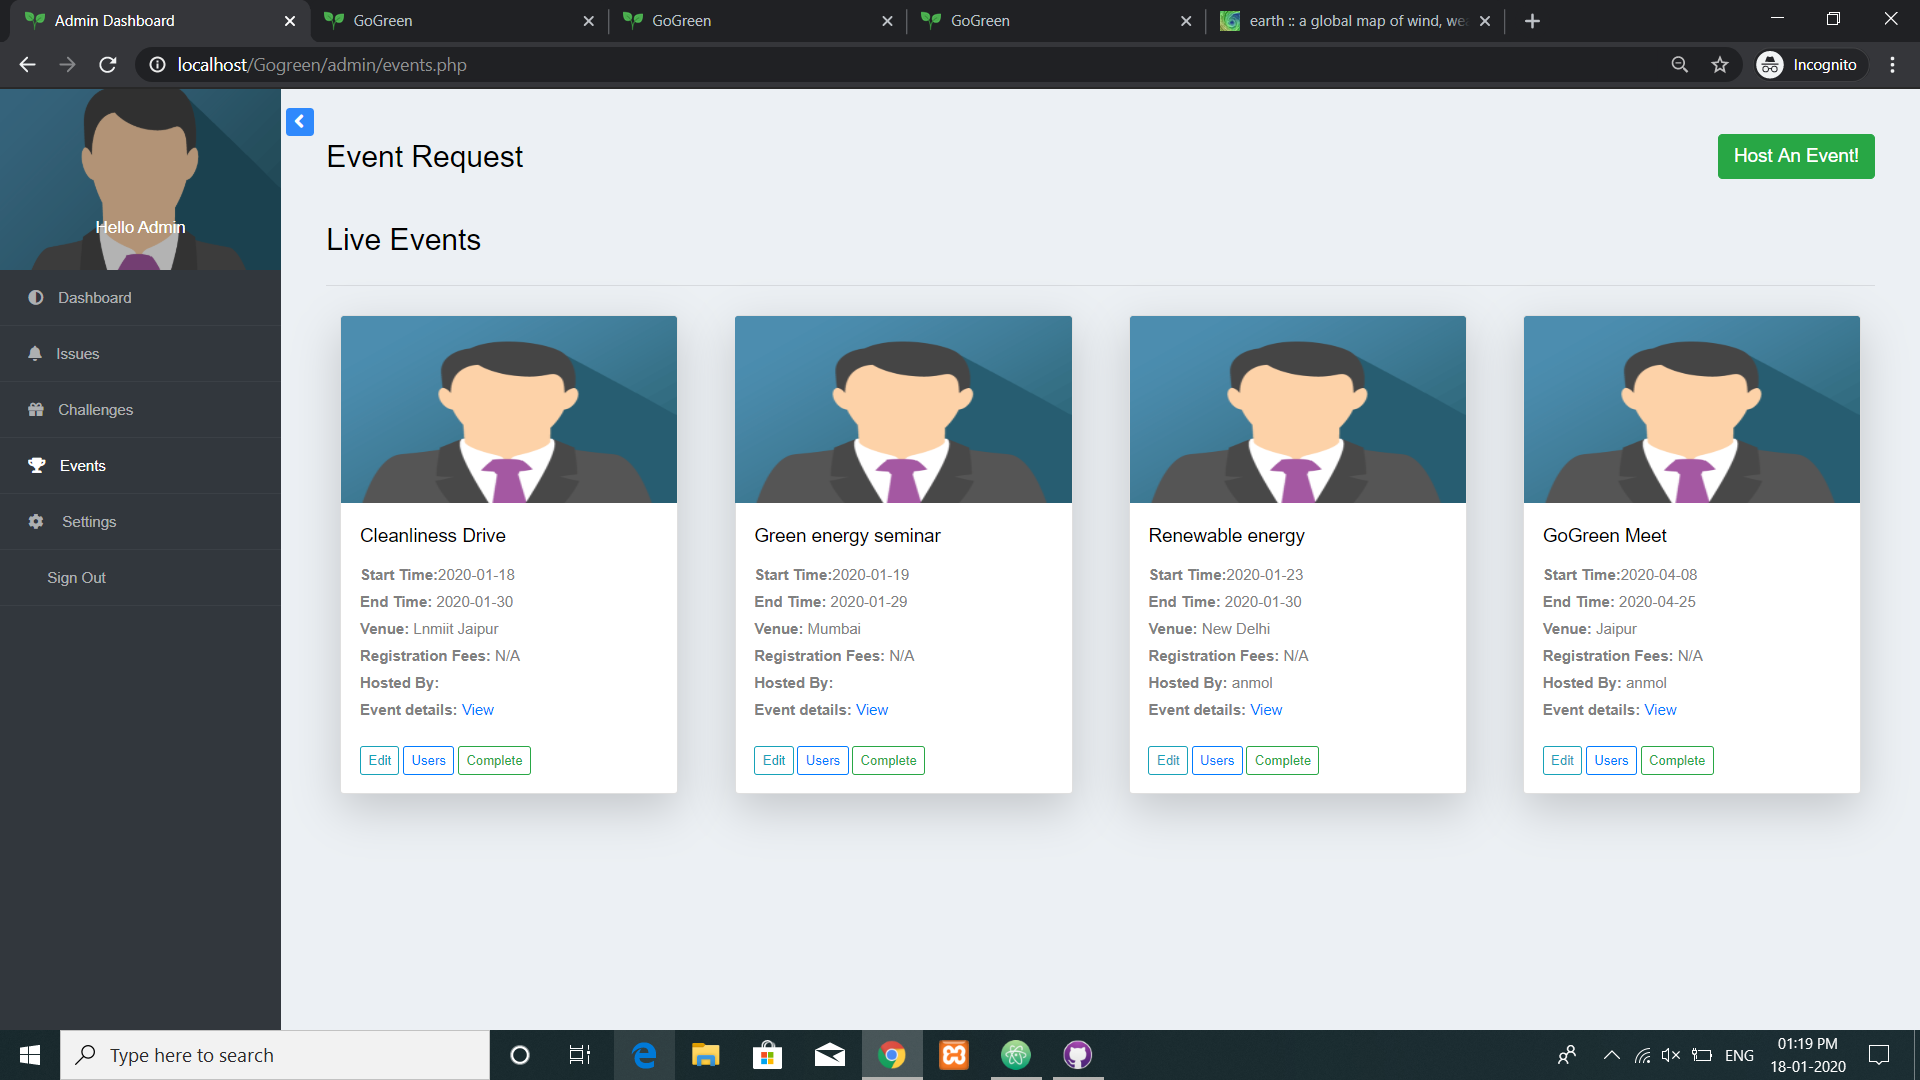 Admin Dashboard
GoGreen
GoGreen
GoGreen
earth :: a global map of wind, wea
localhost/Gogreen/admin/events.php
Incognito
Hello Admin
Dashboard
Issues
Challenges
Events
Settings
Sign Out
Event Request
Host An Event!
Live Events
Cleanliness Drive
Start Time:2020-01-18
End Time: 2020-01-30
Venue: Lnmiit Jaipur
Registration Fees: N/A
Hosted By:
Event details: View
Edit Users Complete
Green energy seminar
Start Time:2020-01-19
End Time: 2020-01-29
Venue: Mumbai
Registration Fees: N/A
Hosted By:
Event details: View
Edit Users Complete
Renewable energy
Start Time:2020-01-23
End Time: 2020-01-30
Venue: New Delhi
Registration Fees: N/A
Hosted By: anmol
Event details: View
Edit Users Complete
GoGreen Meet
Start Time:2020-04-08
End Time: 2020-04-25
Venue: Jaipur
Registration Fees: N/A
Hosted By: anmol
Event details: View
Edit Users Complete
Type here to search
ENG
01:19 PM
18-01-2020